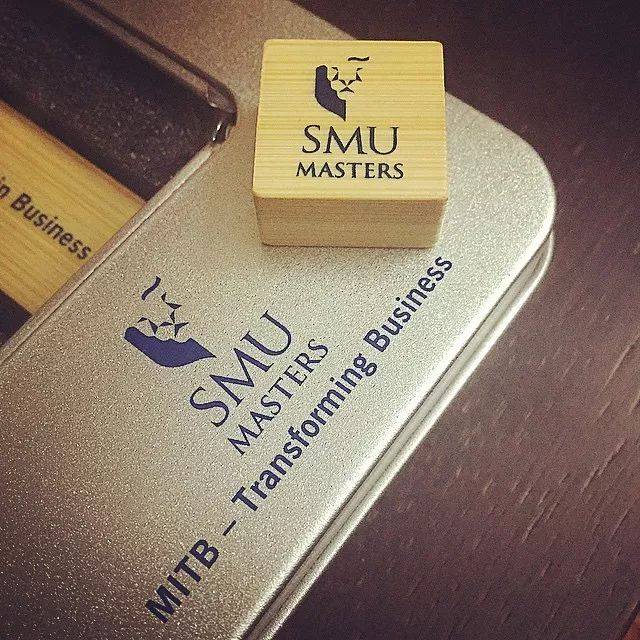 SMU
MASTERS
in Business
SMU
MASTERS
MITB – Transforming Business